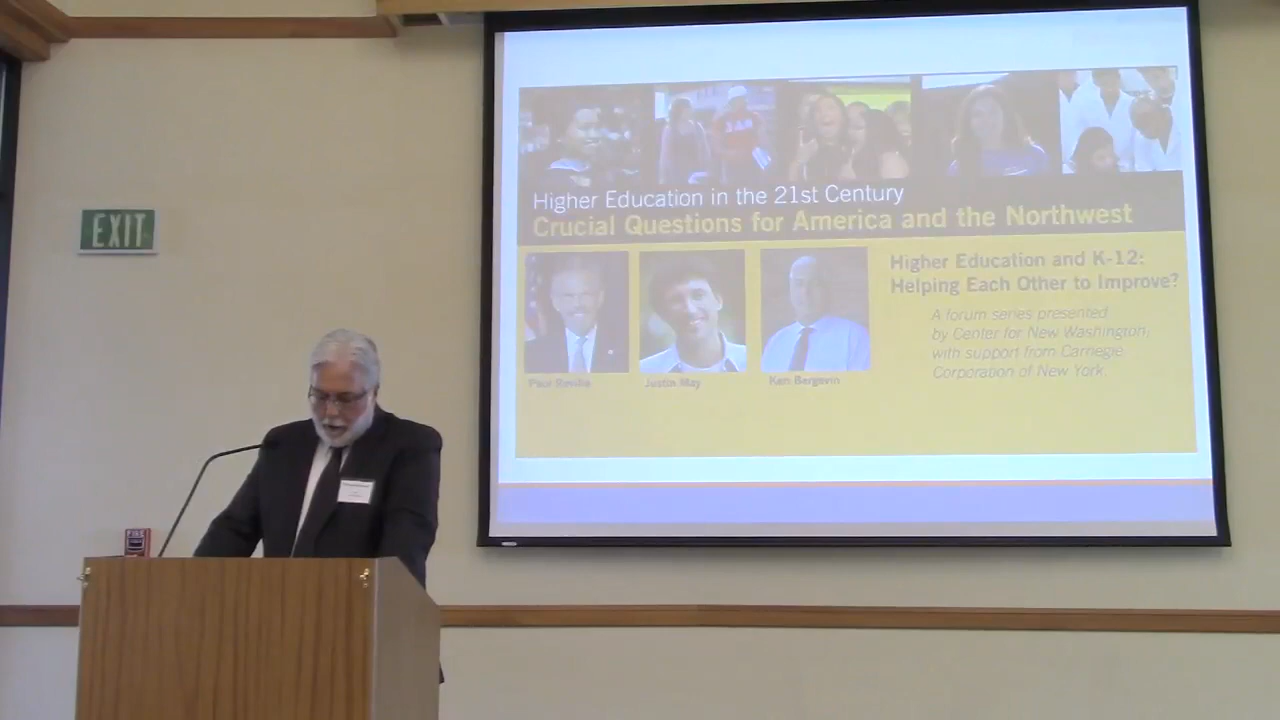 EXIT
Higher Education in the 21st Century
Crucial Questions for America and the Northwest
Higher Education and K-12:
Helping Each Other to Improve?
A forum series presented
by Center for New Washington,
with support from Carnegie
Corporation of New York.
Paul Reville
Justin May
Ken Bergevin
FIRE